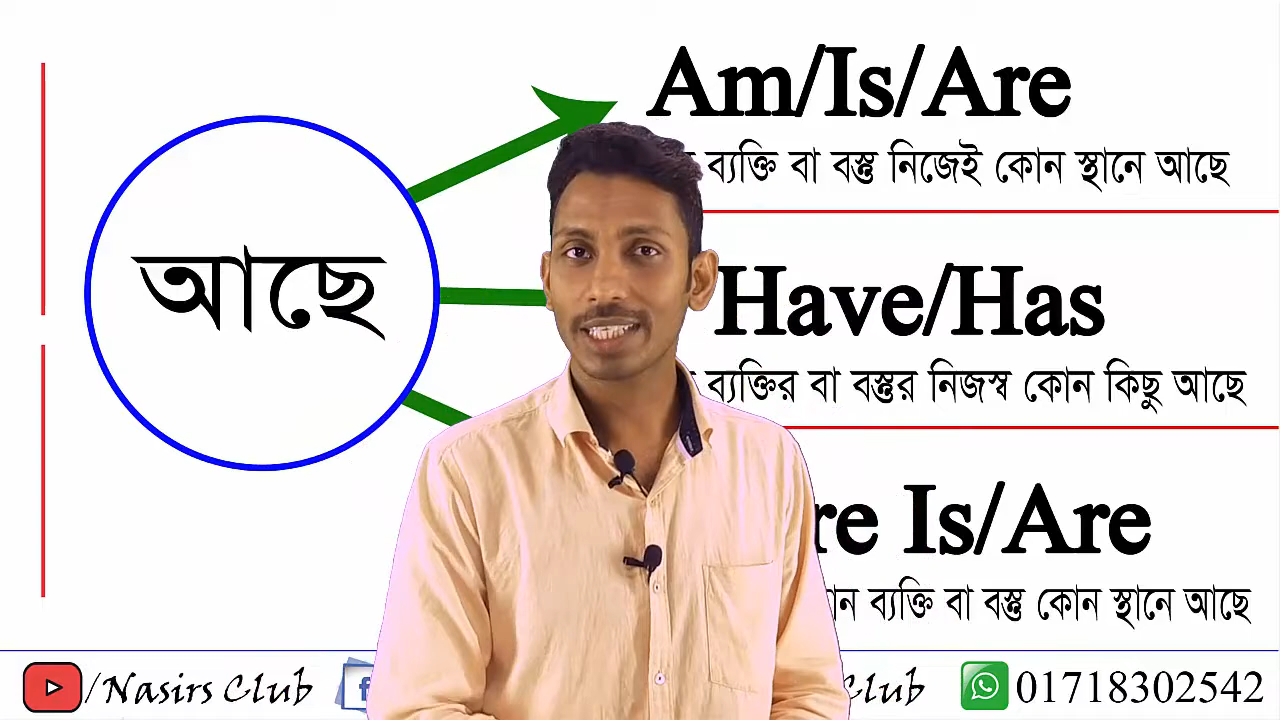 আছে
Am/Is/Are
ব্যক্তি বা বস্তু নিজেই কোন স্থানে আছে
Have/Has
ব্যক্তির বা বস্তুর নিজস্ব কোন কিছু আছে
Is/Are
ব্যক্তি বা বস্তু কোন স্থানে আছে
/Nasirs Club
Club
01718302542